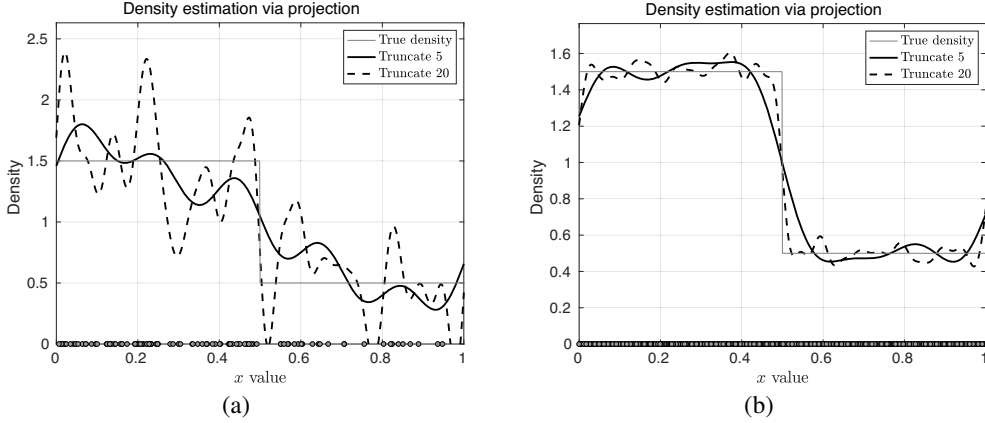 Density estimation via projection
2.5
2
1.5
1
0.5
0
Density
True density
Truncate 5
Truncate 20
0 0.2 0.4 0.6 0.8 1
x value
(a)
Density estimation via projection
1.6
1.4
1.2
1
0.8
0.6
0.4
0.2
0
Density
True density
Truncate 5
Truncate 20
0 0.2 0.4 0.6 0.8 1
x value
(b)